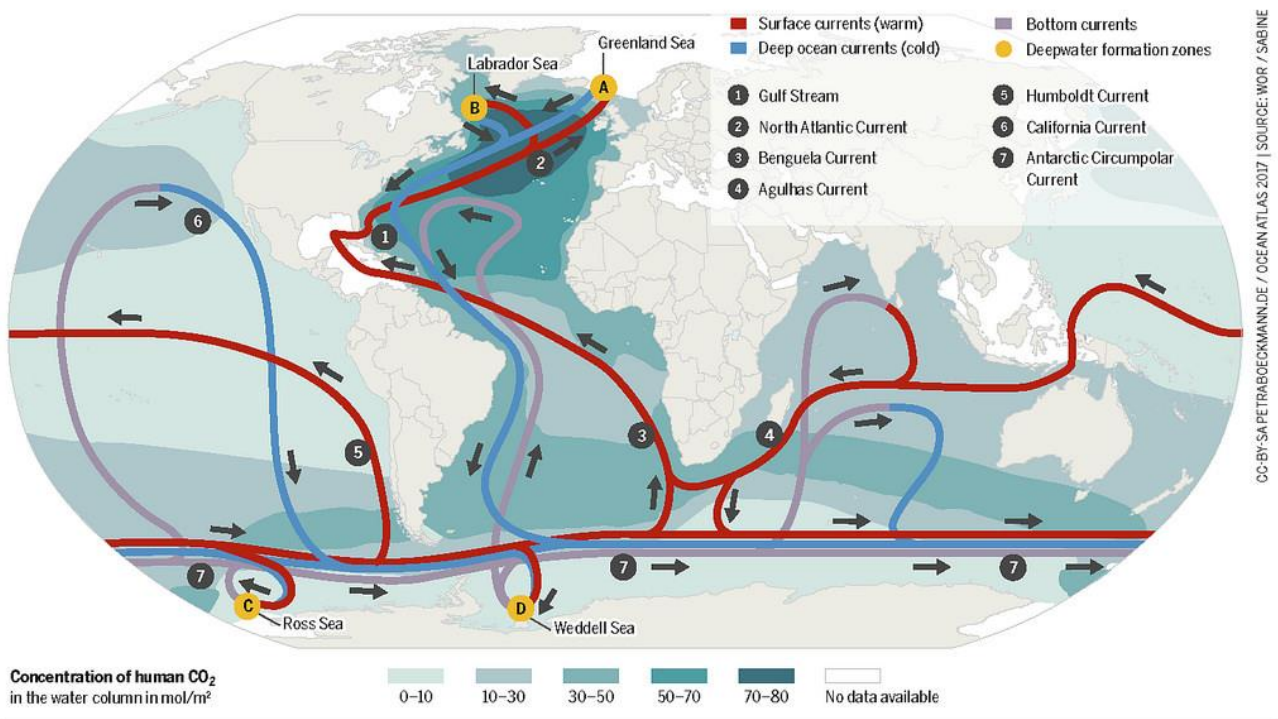 Surface currents (warm)
Deep ocean currents (cold)
Bottom currents
Deepwater formation zones
1 Gulf Stream
2 North Atlantic Current
3 Benguela Current
4 Agulhas Current
5 Humboldt Current
6 California Current
7 Antarctic Circumpolar
Current
Greenland Sea
Labrador Sea
A
B
2
1
6
3
4
5
7
7
7
C
Ross Sea
D
Weddell Sea
Concentration of human CO₂
in the water column in mol/m²
0–10
10–30
30–50
50–70
70–80
No data available
CC-BY-SA PETRABOECKMANN.DE / OCEAN ATLAS 2017 | SOURCE: WOR / SABINE